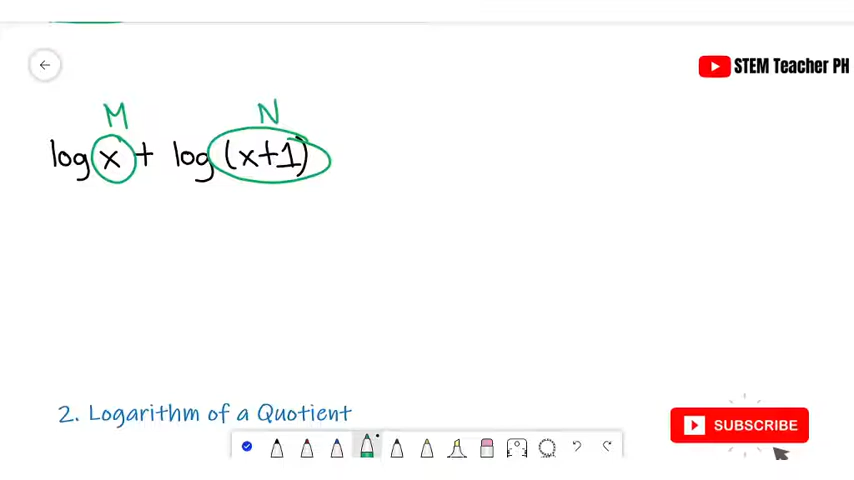 STEM Teacher PH
M N
log x + log (x+1)
2. Logarithm of a Quotient
SUBSCRIBE